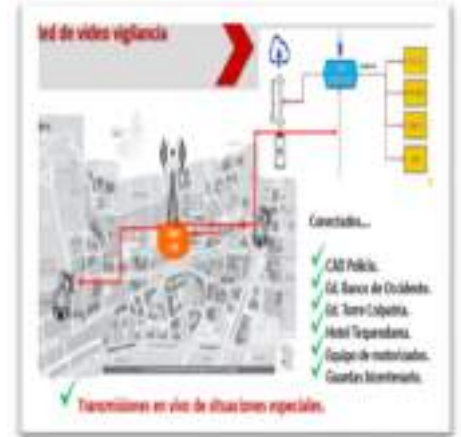 ed de video vigilancia
Conectados...
CAD Policía.
Ed. Banco de Occidente.
Ed. Torre Colpatria.
Hotel Tequendama.
Equipo de motorizados.
Guardas bicentenario.
Transmisiones en vivo de situaciones especiales.